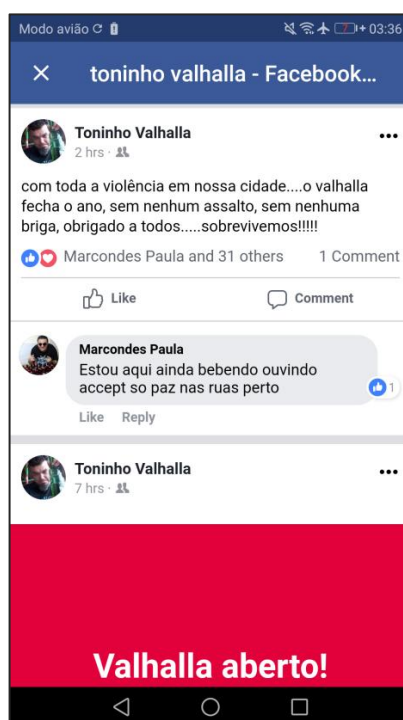 Modo avião
7
03:36
toninho valhalla - Facebook...
Toninho Valhalla
2 hrs ·
com toda a violência em nossa cidade....o valhalla
fecha o ano, sem nenhum assalto, sem nenhuma
briga, obrigado a todos.....sobrevivemos!!!!!
Marcondes Paula and 31 others 1 Comment
Like Comment
Marcondes Paula
Estou aqui ainda bebendo ouvindo
accept so paz nas ruas perto
1
Like Reply
Toninho Valhalla
7 hrs ·
Valhalla aberto!